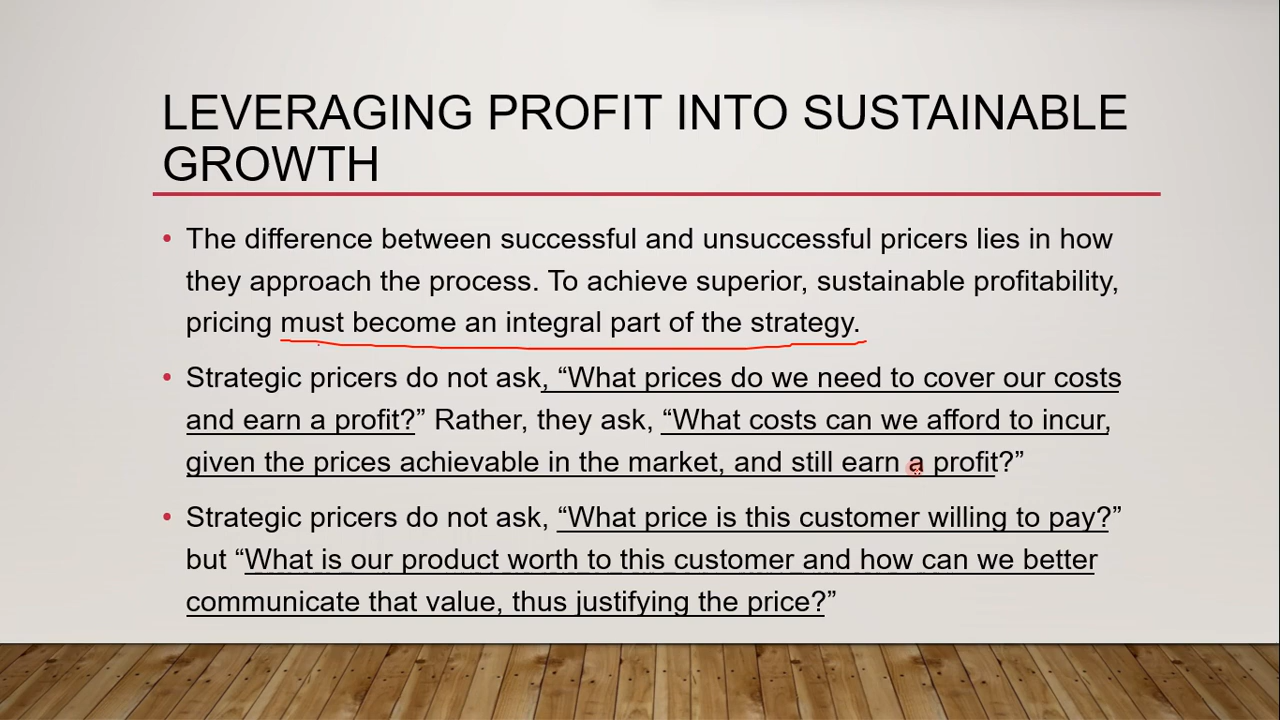 LEVERAGING PROFIT INTO SUSTAINABLE
GROWTH
• The difference between successful and unsuccessful pricers lies in how
they approach the process. To achieve superior, sustainable profitability,
pricing must become an integral part of the strategy.
• Strategic pricers do not ask, “What prices do we need to cover our costs
and earn a profit?” Rather, they ask, “What costs can we afford to incur,
given the prices achievable in the market, and still earn a profit?”
• Strategic pricers do not ask, “What price is this customer willing to pay?”
but “What is our product worth to this customer and how can we better
communicate that value, thus justifying the price?”